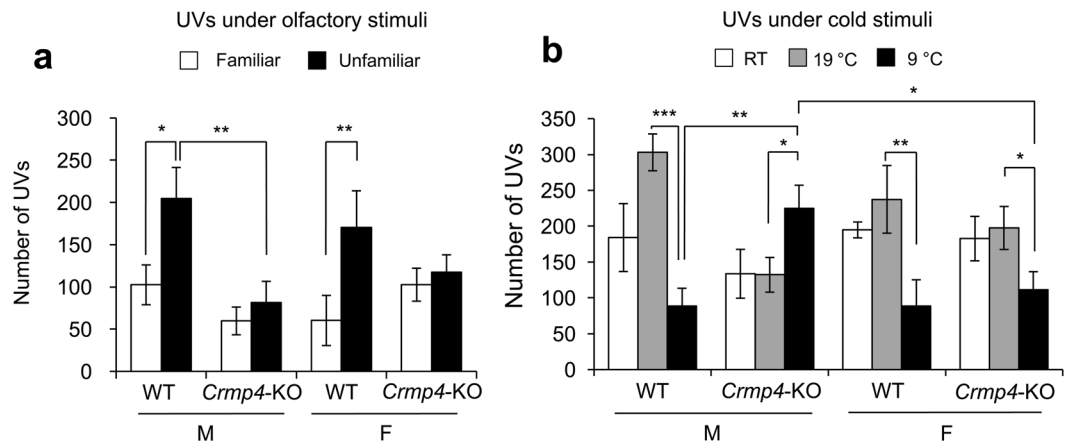 UVs under olfactory stimuli
a
Familiar Unfamiliar
Number of UVs
300
250
200
150
100
50
0
* ** **
WT Crmp4-KO WT Crmp4-KO
M F
UVs under cold stimuli
b
RT 19 °C 9 °C
Number of UVs
350
300
250
200
150
100
50
0
*
*** ** * ** *
WT Crmp4-KO WT Crmp4-KO
M F